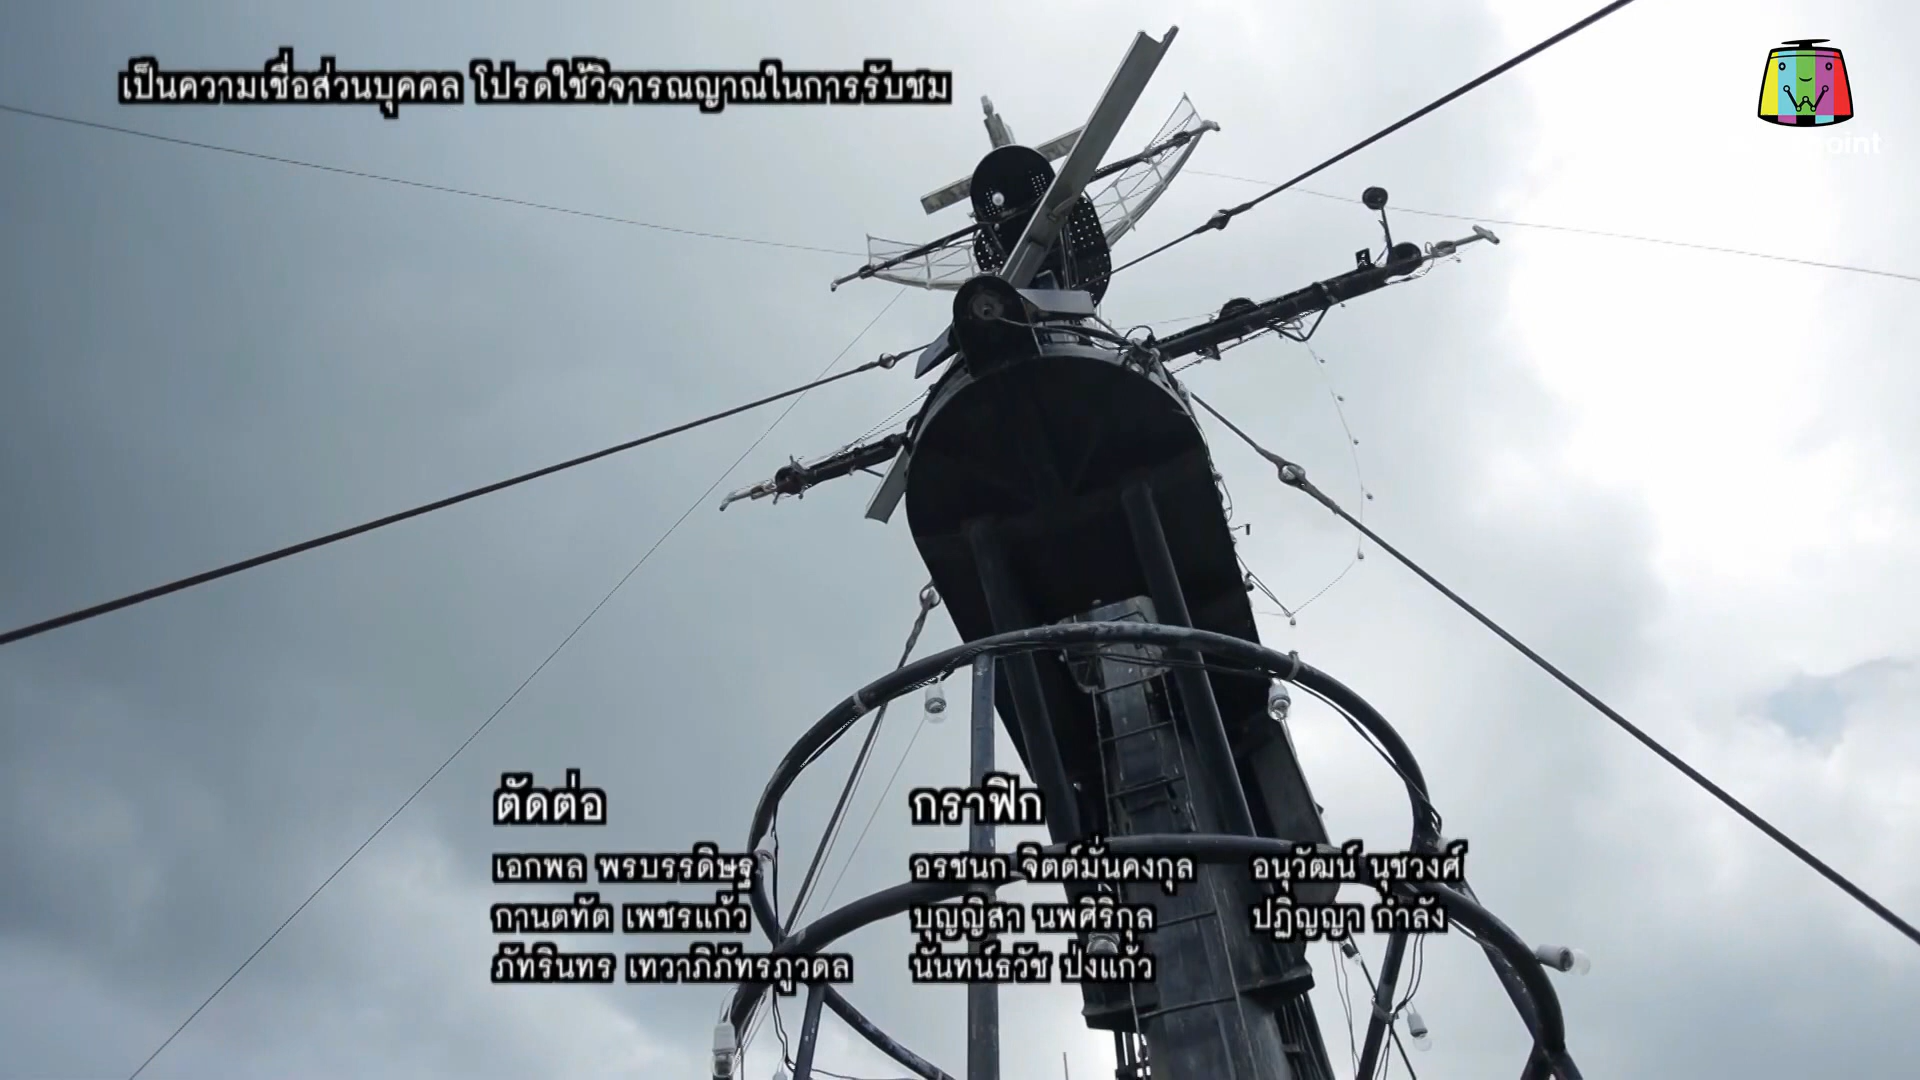 เป็นความเชื่อส่วนบุคคล โปรดใช้วิจารณญาณในการรับชม
ตัดต่อ
เอกพล พรบรรดิษฐ
กานตทัต เพชรแก้ว
ภัทรินทร เทวาภิภัทรภูวดล
กราฟิก
อรชนก จิตต์มั่นคงกุล
บุญญิสา นพศิริกุล
นันทน์ธวัช ป่งแก้ว
อนุวัฒน์ นุชวงศ์
ปฏิญญา กำลัง